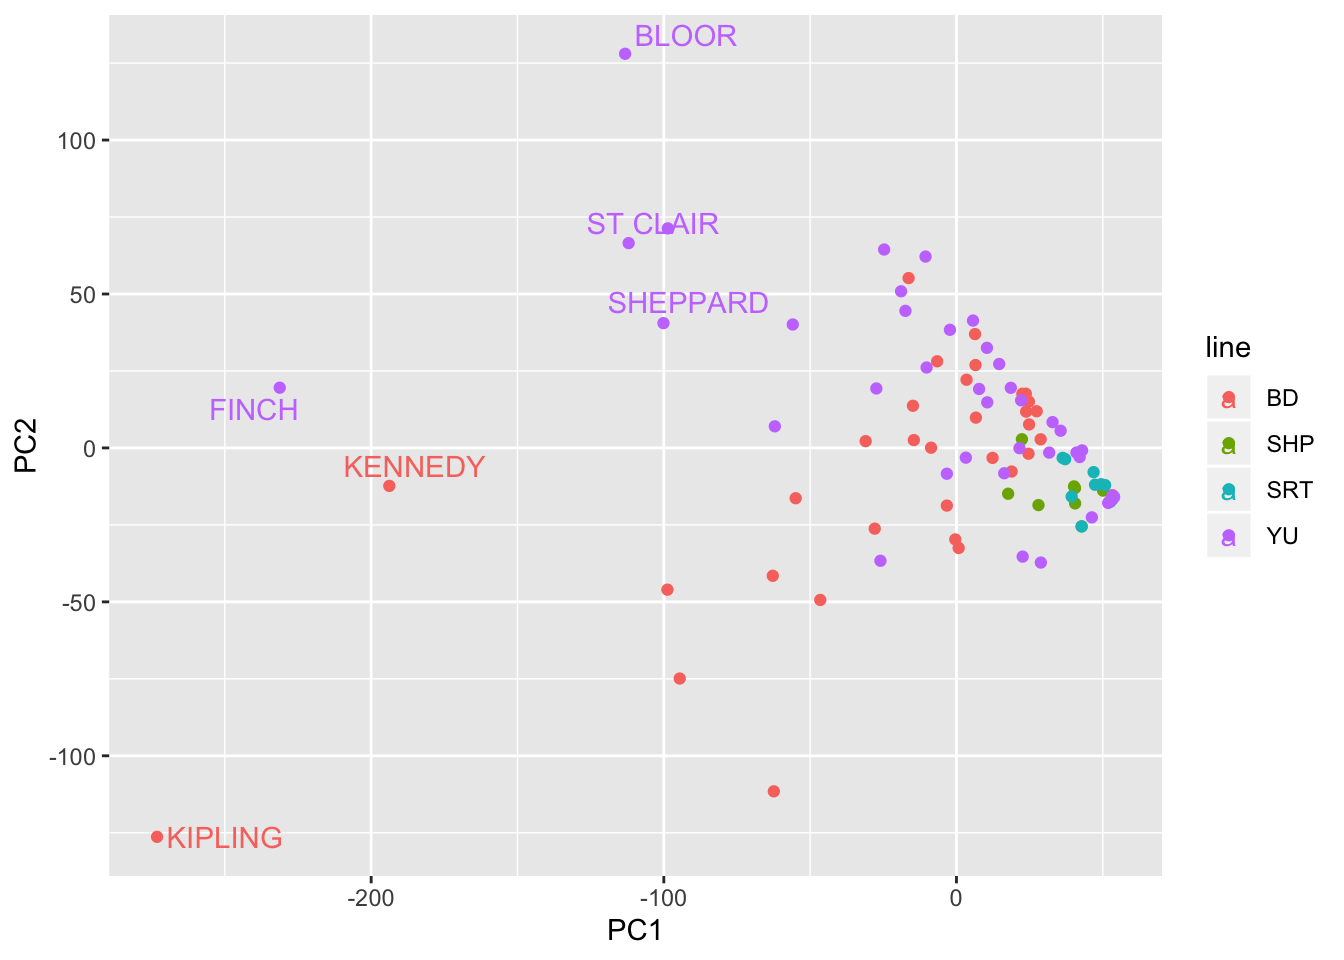 BLOOR
100
ST CLAIR
50
SHEPPARD
FINCH
0
KENNEDY
-50
-100
KIPLING
-200
-100
0
PC1
PC2
line
a BD
a SHP
a SRT
a YU